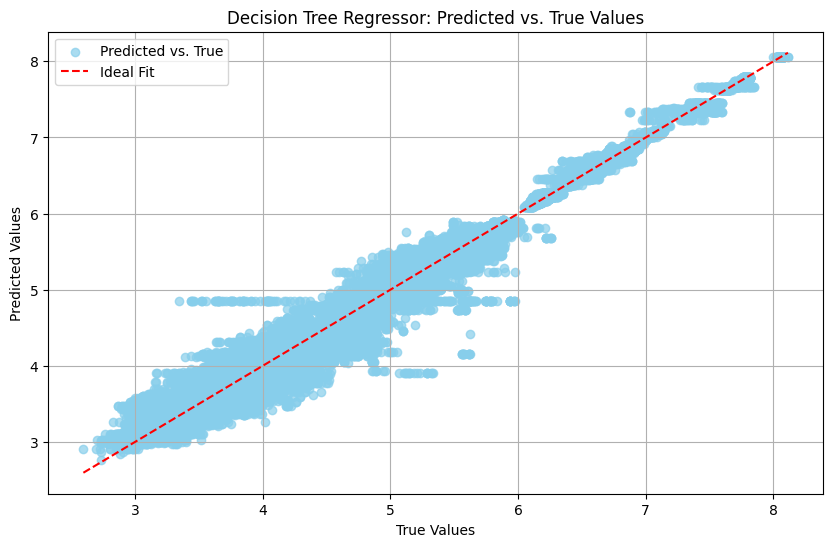 Decision Tree Regressor: Predicted vs. True Values
Predicted vs. True
Ideal Fit
8
7
6
5
4
3
Predicted Values
3 4 5 6 7 8
True Values